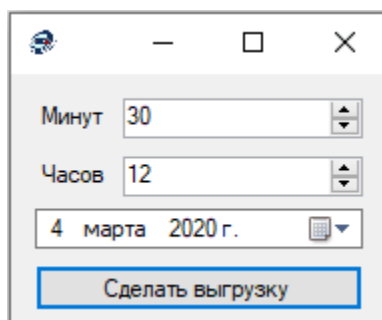 Минут 30
Часов 12
4 марта 2020 г.
Сделать выгрузку